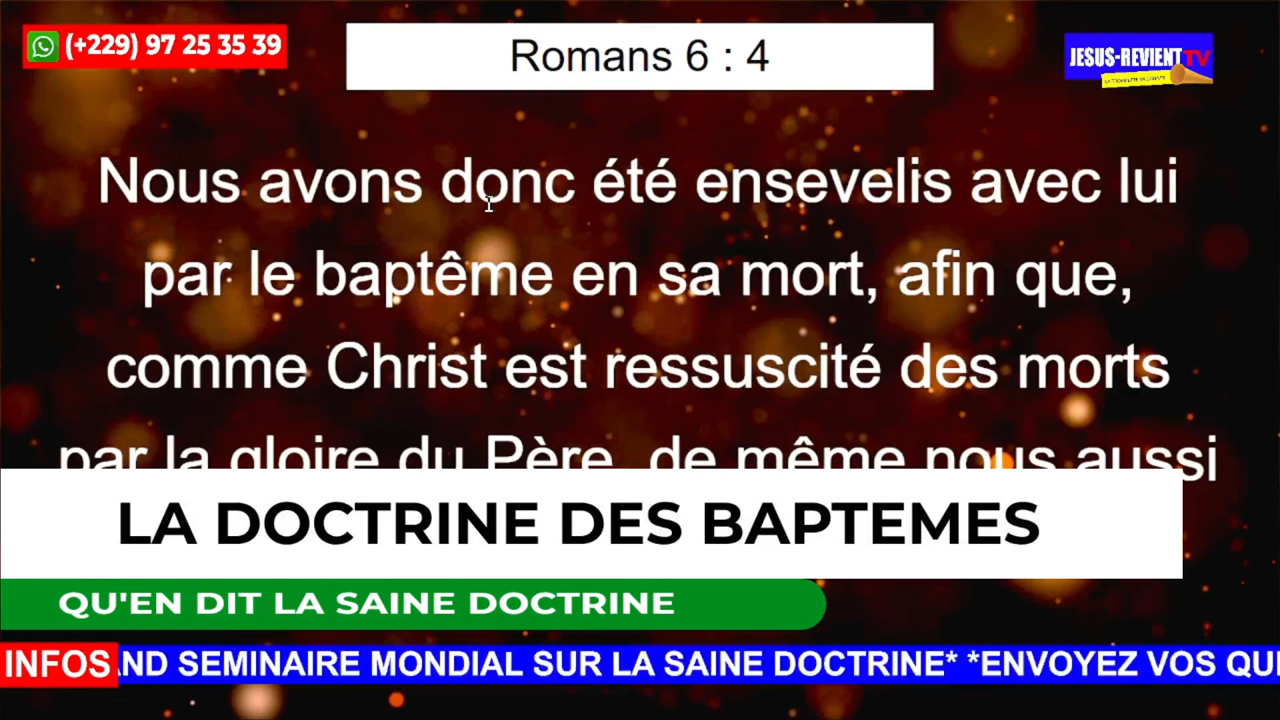 (+229) 97 25 35 39
Romans 6 : 4
JESUS-REVIENT TV
Nous avons donc été ensevelis avec lui
par le baptême en sa mort, afin que,
comme Christ est ressuscité des morts
par la gloire du Père, de même nous aussi
LA DOCTRINE DES BAPTEMES
QU'EN DIT LA SAINE DOCTRINE
INFOS AND SEMINAIRE MONDIAL SUR LA SAINE DOCTRINE* *ENVOYEZ VOS QUE